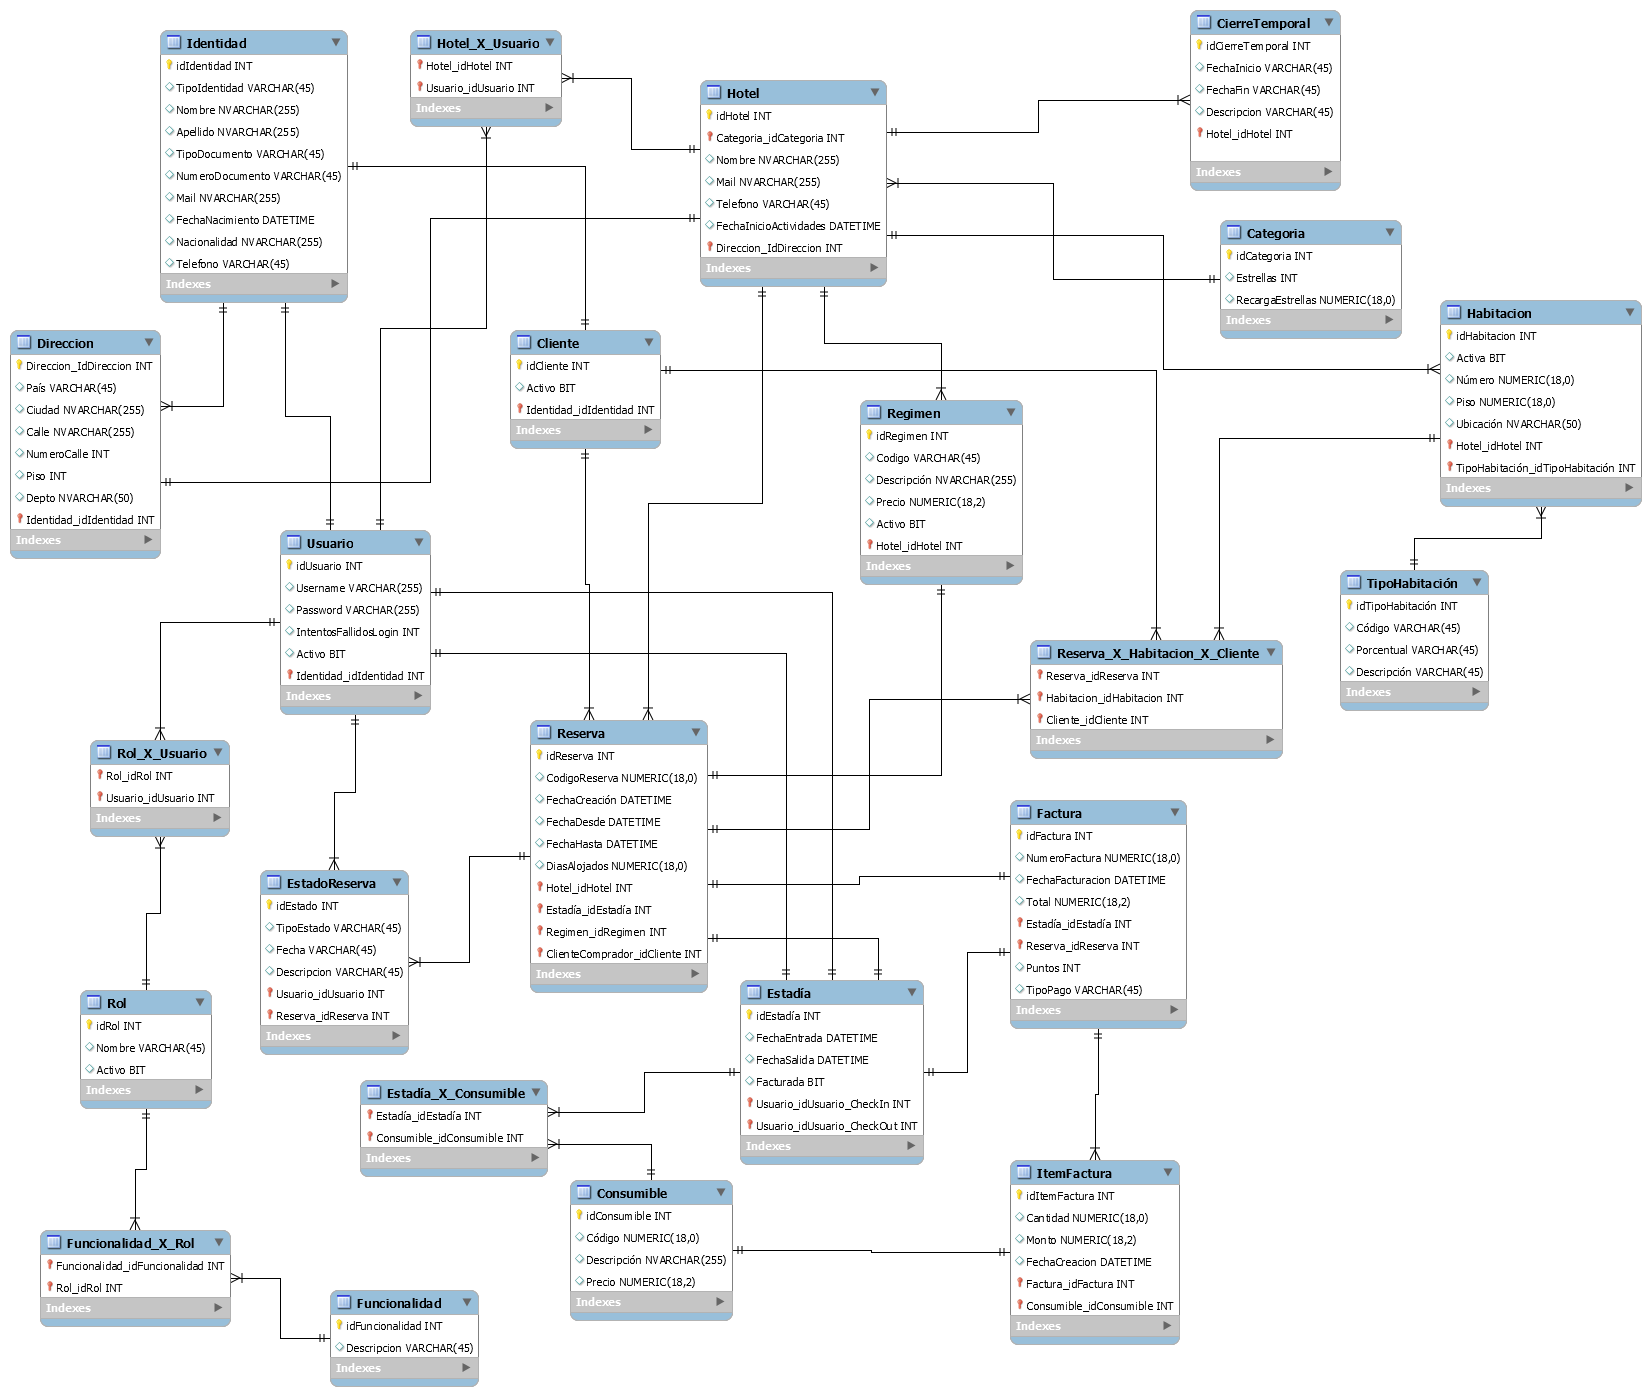 Identidad
idIdentidad INT
TipoIdentidad VARCHAR(45)
Nombre NVARCHAR(255)
Apellido NVARCHAR(255)
TipoDocumento VARCHAR(45)
NumeroDocumento VARCHAR(45)
Mail NVARCHAR(255)
FechaNacimiento DATETIME
Nacionalidad NVARCHAR(255)
Telefono VARCHAR(45)
Indexes
Hotel_X_Usuario
Hotel_idHotel INT
Usuario_idUsuario INT
Indexes
Hotel
idHotel INT
Categoria_idCategoria INT
Nombre NVARCHAR(255)
Mail NVARCHAR(255)
Telefono VARCHAR(45)
FechaInicioActividades DATETIME
Direccion_IdDireccion INT
Indexes
CierreTemporal
idCierreTemporal INT
FechaInicio VARCHAR(45)
FechaFin VARCHAR(45)
Descripcion VARCHAR(45)
Hotel_idHotel INT
Indexes
Categoria
idCategoria INT
Estrellas INT
RecargaEstrellas NUMERIC(18,0)
Indexes
Habitacion
idHabitacion INT
Activa BIT
Número NUMERIC(18,0)
Piso NUMERIC(18,0)
Ubicación NVARCHAR(50)
Hotel_idHotel INT
TipoHabitación_idTipoHabitación INT
Indexes
Direccion
Direccion_IdDireccion INT
País VARCHAR(45)
Ciudad NVARCHAR(255)
Calle NVARCHAR(255)
NumeroCalle INT
Piso INT
Depto NVARCHAR(50)
Identidad_idIdentidad INT
Indexes
Cliente
idCliente INT
Activo BIT
Identidad_idIdentidad INT
Indexes
Regimen
idRegimen INT
Codigo VARCHAR(45)
Descripción NVARCHAR(255)
Precio NUMERIC(18,2)
Activo BIT
Hotel_idHotel INT
Indexes
Usuario
idUsuario INT
Username VARCHAR(255)
Password VARCHAR(255)
IntentosFallidosLogin INT
Activo BIT
Identidad_idIdentidad INT
Indexes
TipoHabitación
idTipoHabitación INT
Código VARCHAR(45)
Porcentual VARCHAR(45)
Descripción VARCHAR(45)
Indexes
Reserva_X_Habitacion_X_Cliente
Reserva_idReserva INT
Habitacion_idHabitacion INT
Cliente_idCliente INT
Indexes
Rol_X_Usuario
Rol_idRol INT
Usuario_idUsuario INT
Indexes
Reserva
idReserva INT
CodigoReserva NUMERIC(18,0)
FechaCreación DATETIME
FechaDesde DATETIME
FechaHasta DATETIME
DiasAlojados NUMERIC(18,0)
Hotel_idHotel INT
Estadía_idEstadía INT
Regimen_idRegimen INT
ClienteComprador_idCliente INT
Indexes
Factura
idFactura INT
NumeroFactura NUMERIC(18,0)
FechaFacturacion DATETIME
Total NUMERIC(18,2)
Estadía_idEstadía INT
Reserva_idReserva INT
Puntos INT
TipoPago VARCHAR(45)
Indexes
EstadoReserva
idEstado INT
TipoEstado VARCHAR(45)
Fecha VARCHAR(45)
Descripcion VARCHAR(45)
Usuario_idUsuario INT
Reserva_idReserva INT
Indexes
Rol
idRol INT
Nombre VARCHAR(45)
Activo BIT
Indexes
Estadía
idEstadía INT
FechaEntrada DATETIME
FechaSalida DATETIME
Facturada BIT
Usuario_idUsuario_CheckIn INT
Usuario_idUsuario_CheckOut INT
Indexes
Estadía_X_Consumible
Estadía_idEstadía INT
Consumible_idConsumible INT
Indexes
Consumible
idConsumible INT
Código NUMERIC(18,0)
Descripción NVARCHAR(255)
Precio NUMERIC(18,2)
Indexes
ItemFactura
idItemFactura INT
Cantidad NUMERIC(18,0)
Monto NUMERIC(18,2)
FechaCreacion DATETIME
Factura_idFactura INT
Consumible_idConsumible INT
Indexes
Funcionalidad_X_Rol
Funcionalidad_idFuncionalidad INT
Rol_idRol INT
Indexes
Funcionalidad
idFuncionalidad INT
Descripcion VARCHAR(45)
Indexes